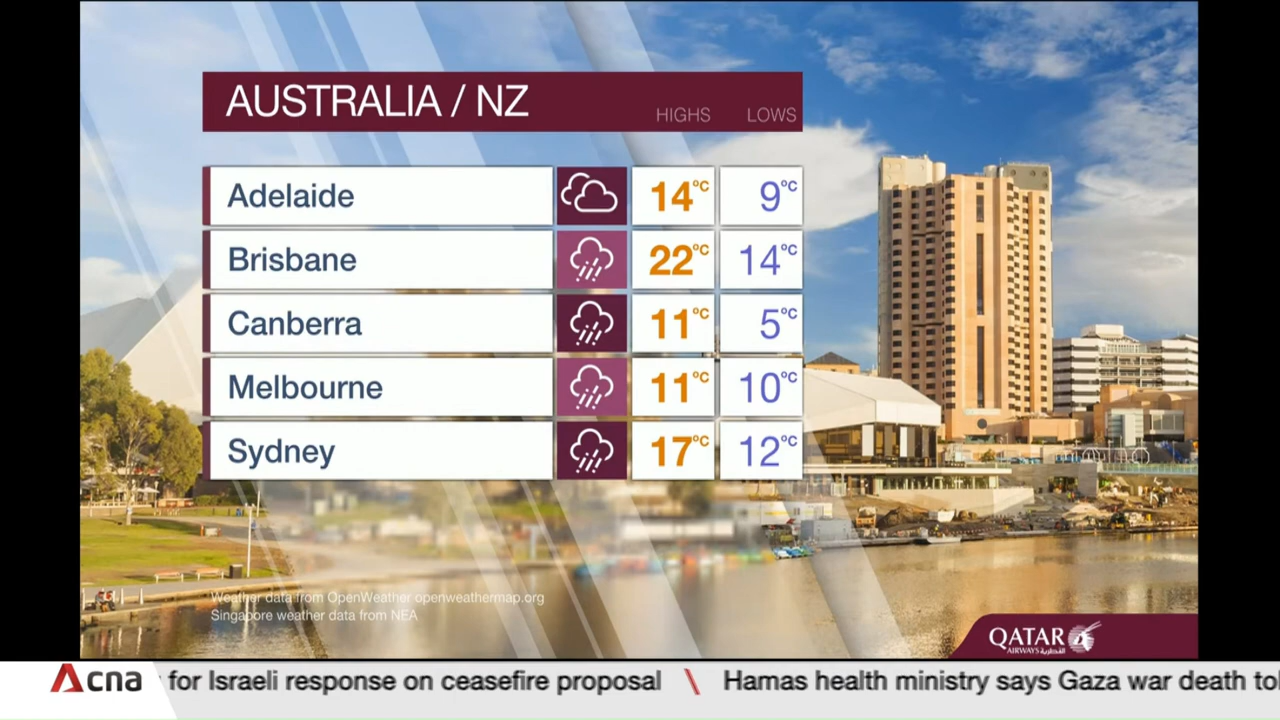 AUSTRALIA / NZ HIGHS LOWS
Adelaide 14°C 9°C
Brisbane 22°C 14°C
Canberra 11°C 5°C
Melbourne 11°C 10°C
Sydney 17°C 12°C
Weather data from OpenWeather openweathermap.org
Singapore weather data from NEA
QATAR
AIRWAYS القطرية
cna for Israeli response on ceasefire proposal \ Hamas health ministry says Gaza war death